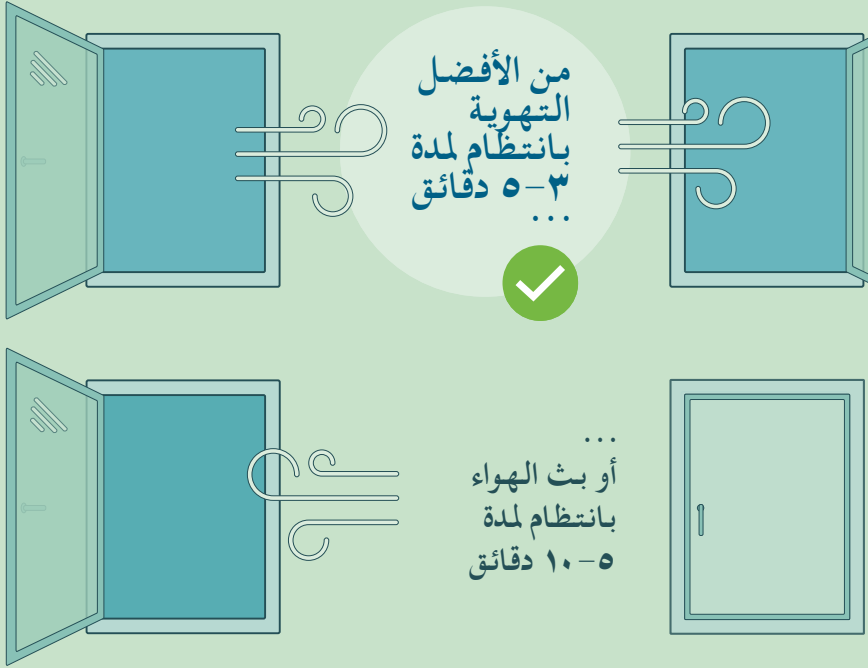 من الأفضل
التهوية
بانتظام لمدة
٣–٥ دقائق
...
...
أو بث الهواء
بانتظام لمدة
٥–١٠ دقائق